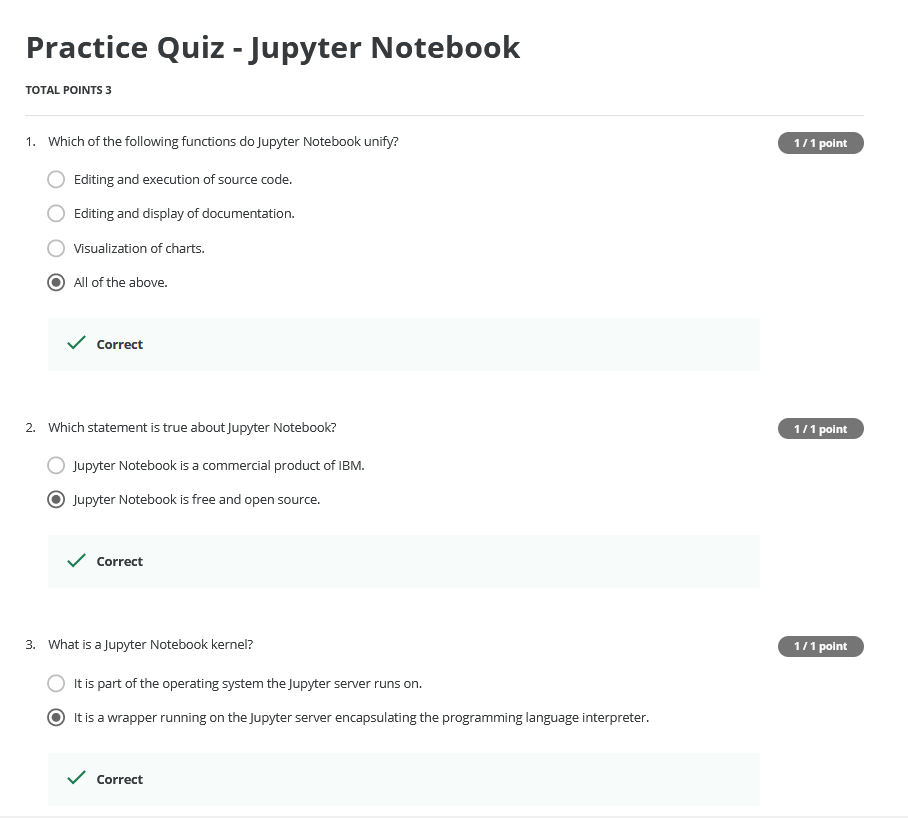 Practice Quiz - Jupyter Notebook
TOTAL POINTS 3
1. Which of the following functions do Jupyter Notebook unify?
1 / 1 point
Editing and execution of source code.
Editing and display of documentation.
Visualization of charts.
All of the above.
Correct
2. Which statement is true about Jupyter Notebook?
1 / 1 point
Jupyter Notebook is a commercial product of IBM.
Jupyter Notebook is free and open source.
Correct
3. What is a Jupyter Notebook kernel?
1 / 1 point
It is part of the operating system the Jupyter server runs on.
It is a wrapper running on the Jupyter server encapsulating the programming language interpreter.
Correct